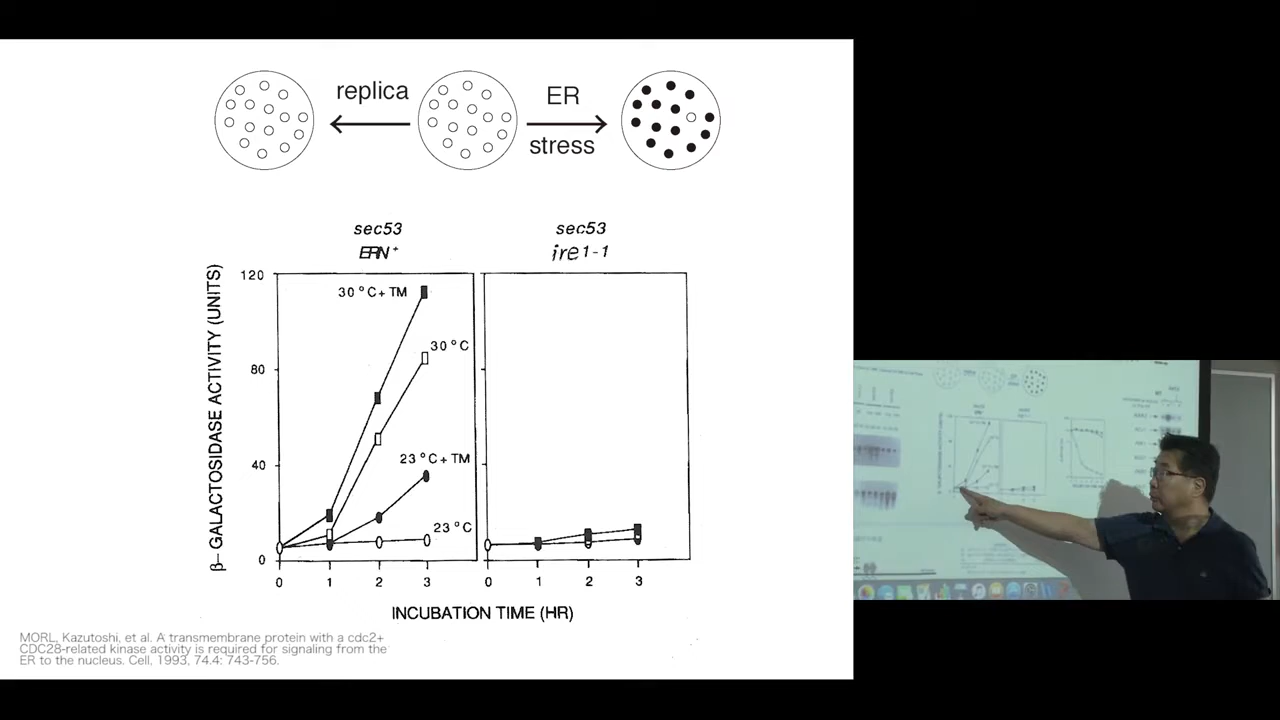 replica
ER
stress
sec53
ERN+
sec53
ire1-1
β-GALACTOSIDASE ACTIVITY (UNITS)
120
80
40
0
30 °C + TM
30 °C
23 °C + TM
23 °C
0 1 2 3
0 1 2 3
INCUBATION TIME (HR)
MORL, Kazutoshi, et al. A transmembrane protein with a cdc2+
CDC28-related kinase activity is required for signaling from the
ER to the nucleus. Cell, 1993, 74.4: 743-756.